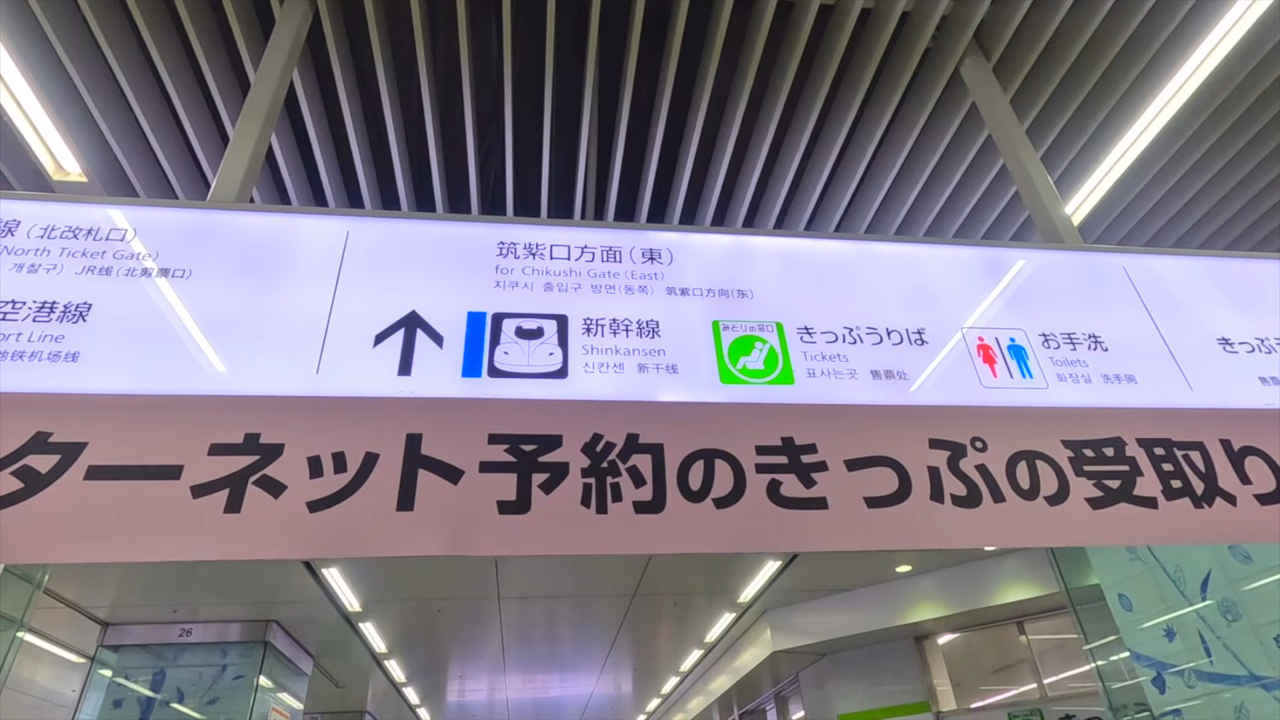 線（北改札口）
North Ticket Gate)
개찰구) JR线（北剪票口）
空港線
ort Line
地铁机场线
筑紫口方面（東）
for Chikushi Gate (East)
지쿠시 출입구 방면(동쪽) 筑紫口方向(东)
新幹線
Shinkansen
신칸센 新干线
みどりの窓口
きっぷうりば
Tickets
표사는곳 售票处
お手洗
Toilets
화장실 洗手间
きっぷ
售票
ターネット予約のきっぷの受取り
26